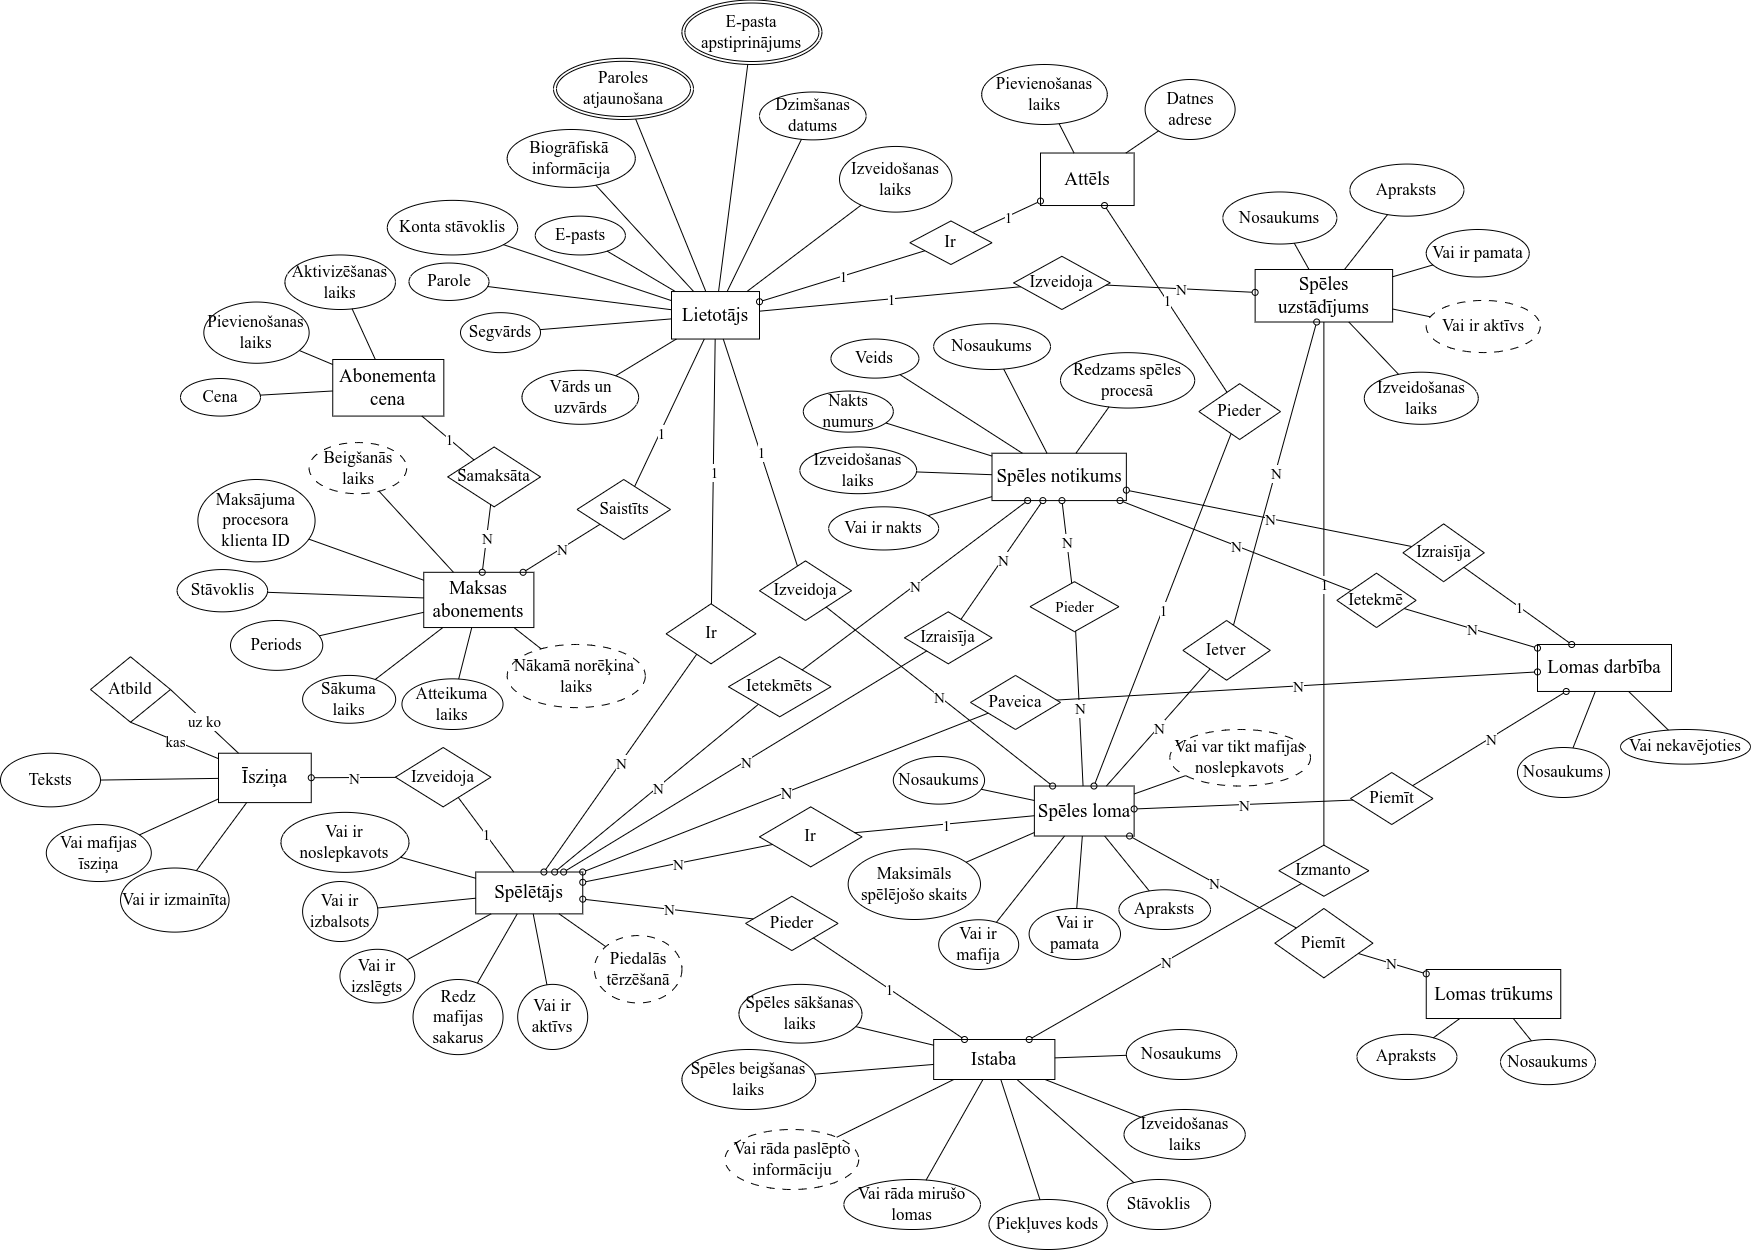 E-pasta
apstiprinājums
Paroles
atjaunošana
Dzimšanas
datums
Biogrāfiskā
informācija
Izveidošanas
laiks
Konta stāvoklis
E-pasts
Parole
Segvārds
Vārds un
uzvārds
Lietotājs
Pievienošanas
laiks
Datnes
adrese
Attēls
1
Ir
1
Izveidoja
1
N
1
Pieder
1
Nosaukums
Apraksts
Vai ir pamata
Vai ir aktīvs
Izveidošanas
laiks
Spēles
uzstādījums
Aktivizēšanas
laiks
Pievienošanas
laiks
Cena
Abonementa
cena
1
Samaksāta
N
1
Saistīts
N
Beigšanās
laiks
Maksājuma
procesora
klienta ID
Stāvoklis
Periods
Sākuma
laiks
Atteikuma
laiks
Nākamā norēķina
laiks
Maksas
abonements
Veids
Nosaukums
Redzams spēles
procesā
Nakts
numurs
Izveidošanas
laiks
Vai ir nakts
Spēles notikums
1
Ir
N
1
Izveidoja
N
N
Ietekmēts
N
N
Izraisīja
N
N
Pieder
N
N
Ietver
N
N
Izraisīja
1
N
Ietekmē
N
1
Izmanto
N
Lomas darbība
Nosaukums
Vai nekavējoties
N
Paveica
N
N
Piemīt
N
Atbild
uz ko
kas
Īsziņa
Teksts
Vai mafijas
īsziņa
Vai ir izmainīta
N
Izveidoja
1
Vai ir
noslepkavots
Vai ir
izbalsots
Vai ir
izslēgts
Redz
mafijas
sakarus
Vai ir
aktīvs
Piedalās
tērzēšanā
Spēlētājs
N
Ir
1
N
Pieder
1
Nosaukums
Vai var tikt mafijas
noslepkavots
Spēles loma
Maksimāls
spēlējošo skaits
Vai ir
mafija
Vai ir
pamata
Apraksts
N
Piemīt
N
Lomas trūkums
Apraksts
Nosaukums
Spēles sākšanas
laiks
Spēles beigšanas
laiks
Vai rāda paslēpto
informāciju
Vai rāda mirušo
lomas
Piekļuves kods
Stāvoklis
Izveidošanas
laiks
Nosaukums
Istaba